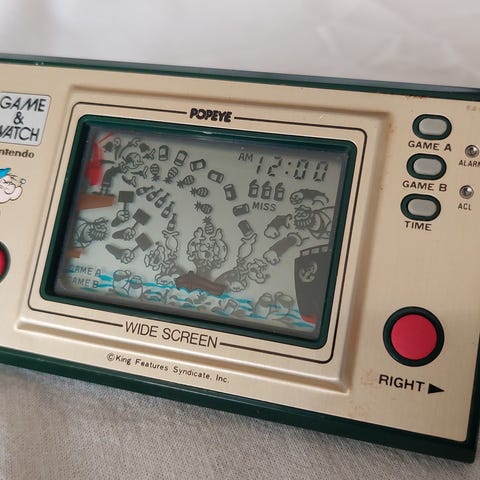 GAME
&
WATCH
Nintendo
POPEYE
AM 12:00
MISS
GAME A
GAME B
WIDE SCREEN
©King Features Syndicate, Inc.
GAME A
ALARM
GAME B
ACL
TIME
RIGHT ▶